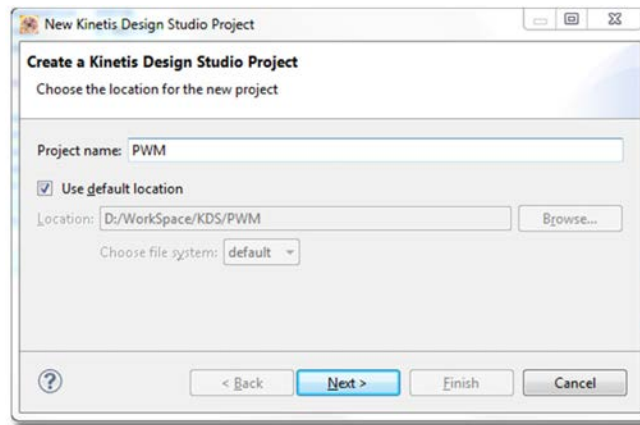 New Kinetis Design Studio Project
Create a Kinetis Design Studio Project
Choose the location for the new project
Project name: PWM
Use default location
Location: D:/WorkSpace/KDS/PWM Browse...
Choose file system: default
? < Back Next > Finish Cancel